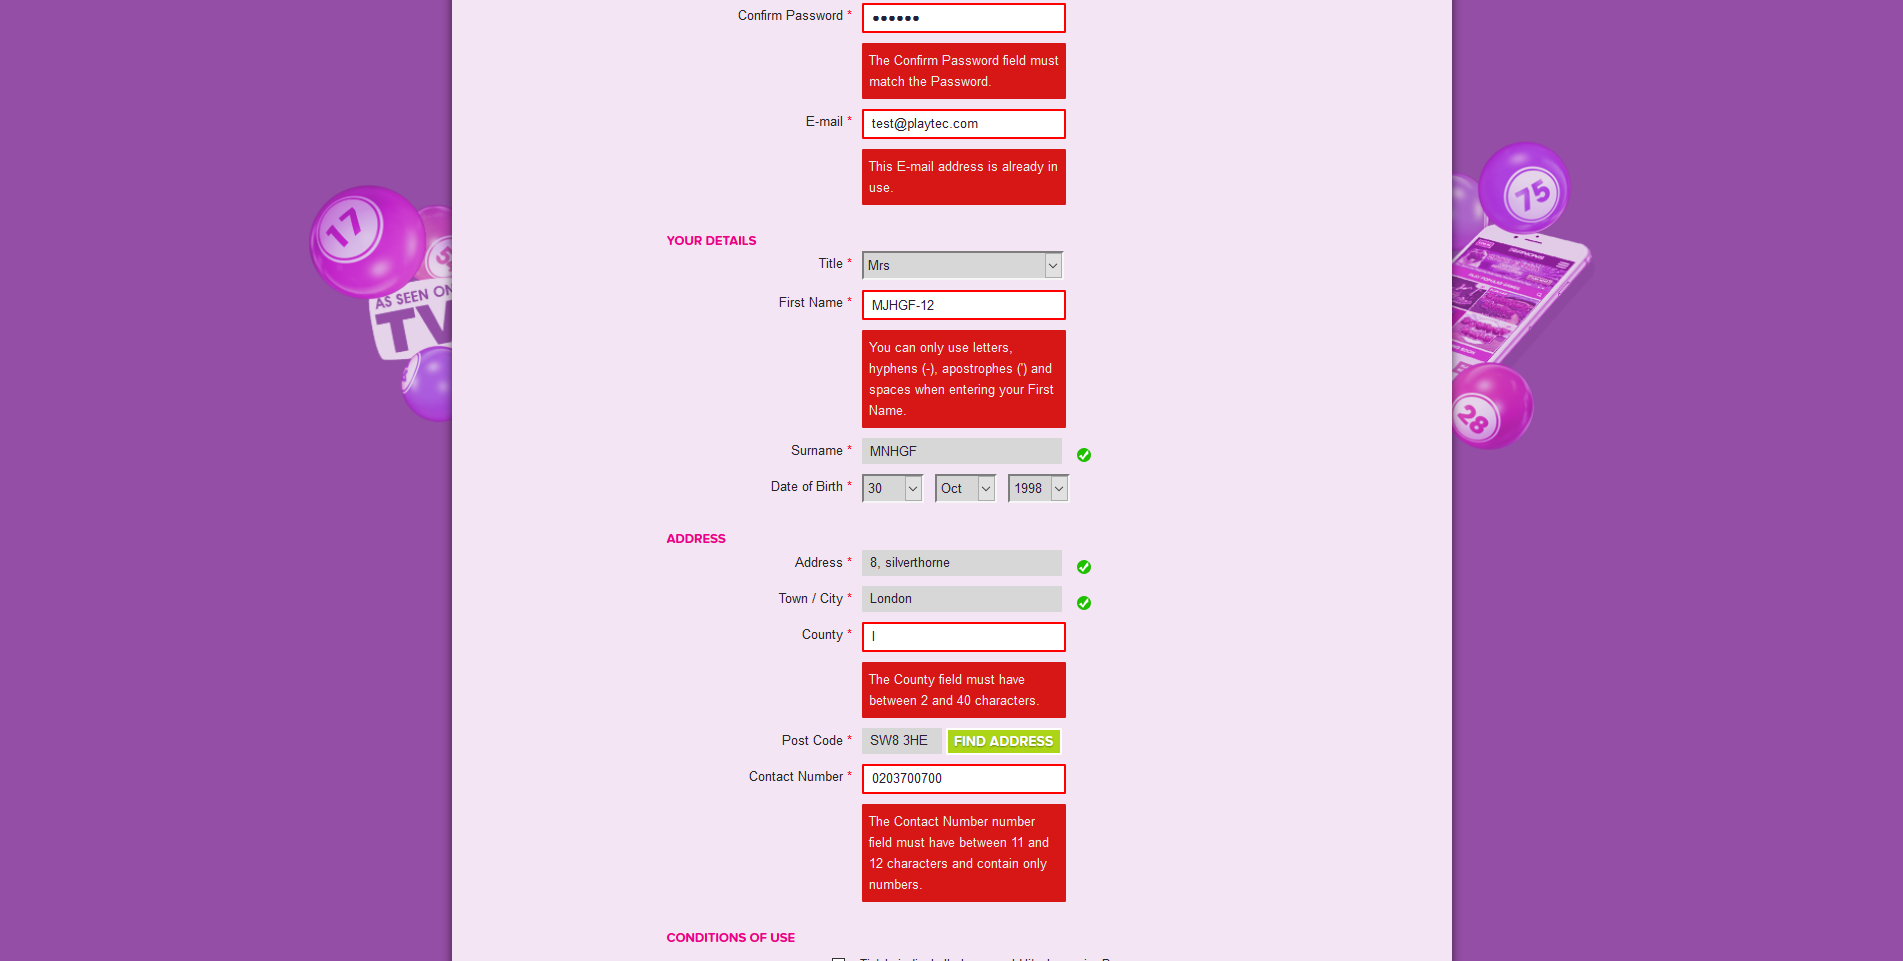 Confirm Password *
●●●●●●
The Confirm Password field must
match the Password.
E-mail *
test@playtec.com
This E-mail address is already in
use.
YOUR DETAILS
Title *
Mrs
First Name *
MJHGF-12
You can only use letters,
hyphens (-), apostrophes (') and
spaces when entering your First
Name.
Surname *
MNHGF
Date of Birth *
30
Oct
1998
ADDRESS
Address *
8, silverthorne
Town / City *
London
County *
l
The County field must have
between 2 and 40 characters.
Post Code *
SW8 3HE
FIND ADDRESS
Contact Number *
0203700700
The Contact Number number
field must have between 11 and
12 characters and contain only
numbers.
CONDITIONS OF USE
17
AS SEEN ON
TV
75
28